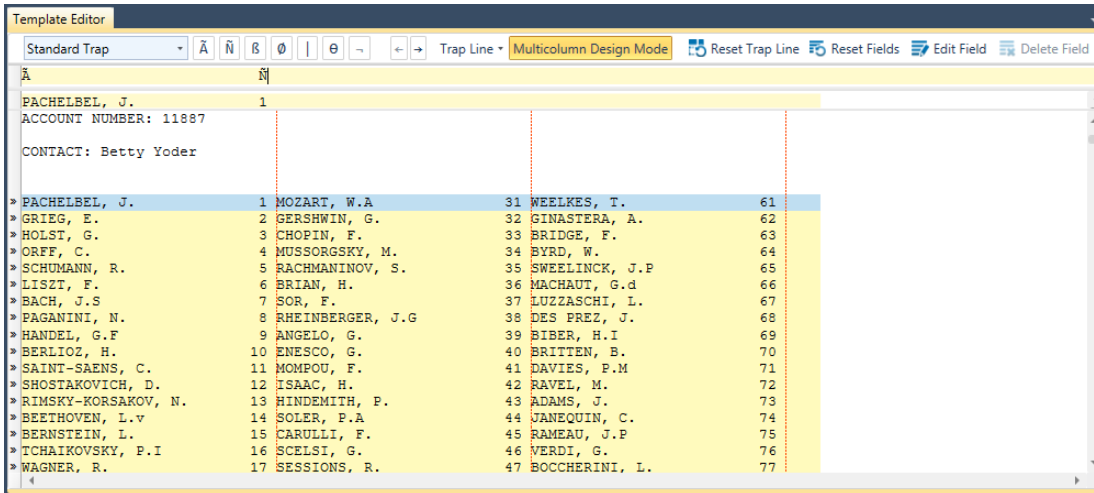 Template Editor
Standard Trap Ã Ñ ß Ø | θ ¬ ← → Trap Line Multicolumn Design Mode Reset Trap Line Reset Fields Edit Field Delete Field
Ã Ñ
PACHELBEL, J. 1
ACCOUNT NUMBER: 11887
CONTACT: Betty Yoder
» PACHELBEL, J. 1 MOZART, W.A 31 WEELKES, T. 61
» GRIEG, E. 2 GERSHWIN, G. 32 GINASTERA, A. 62
» HOLST, G. 3 CHOPIN, F. 33 BRIDGE, F. 63
» ORFF, C. 4 MUSSORGSKY, M. 34 BYRD, W. 64
» SCHUMANN, R. 5 RACHMANINOV, S. 35 SWEELINCK, J.P 65
» LISZT, F. 6 BRIAN, H. 36 MACHAUT, G.d 66
» BACH, J.S 7 SOR, F. 37 LUZZASCHI, L. 67
» PAGANINI, N. 8 RHEINBERGER, J.G 38 DES PREZ, J. 68
» HANDEL, G.F 9 ANGELO, G. 39 BIBER, H.I 69
» BERLIOZ, H. 10 ENESCO, G. 40 BRITTEN, B. 70
» SAINT-SAENS, C. 11 MOMPOU, F. 41 DAVIES, P.M 71
» SHOSTAKOVICH, D. 12 ISAAC, H. 42 RAVEL, M. 72
» RIMSKY-KORSAKOV, N. 13 HINDEMITH, P. 43 ADAMS, J. 73
» BEETHOVEN, L.v 14 SOLER, P.A 44 JANEQUIN, C. 74
» BERNSTEIN, L. 15 CARULLI, F. 45 RAMEAU, J.P 75
» TCHAIKOVSKY, P.I 16 SCELSI, G. 46 VERDI, G. 76
» WAGNER, R. 17 SESSIONS, R. 47 BOCCHERINI, L. 77